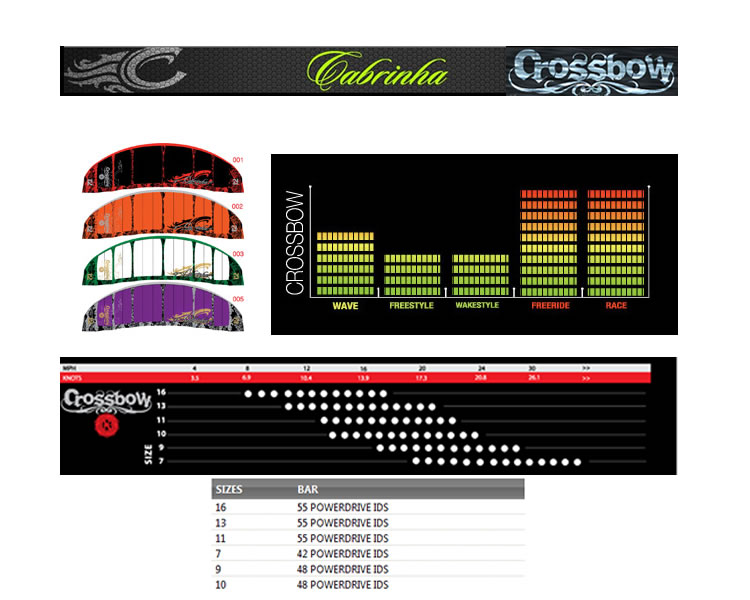 Cabrinha
Crossbow
001
002
003
005
CROSSBOW
WAVE
FREESTYLE
WAKESTYLE
FREERIDE
RACE
MPH 4 8 12 16 20 24 30 >>
KNOTS 3.5 6.9 10.4 13.9 17.3 20.8 26.1 >>
Crossbow
SIZE
16
13
11
10
9
7
SIZES BAR
16 55 POWERDRIVE IDS
13 55 POWERDRIVE IDS
11 55 POWERDRIVE IDS
7 42 POWERDRIVE IDS
9 48 POWERDRIVE IDS
10 48 POWERDRIVE IDS